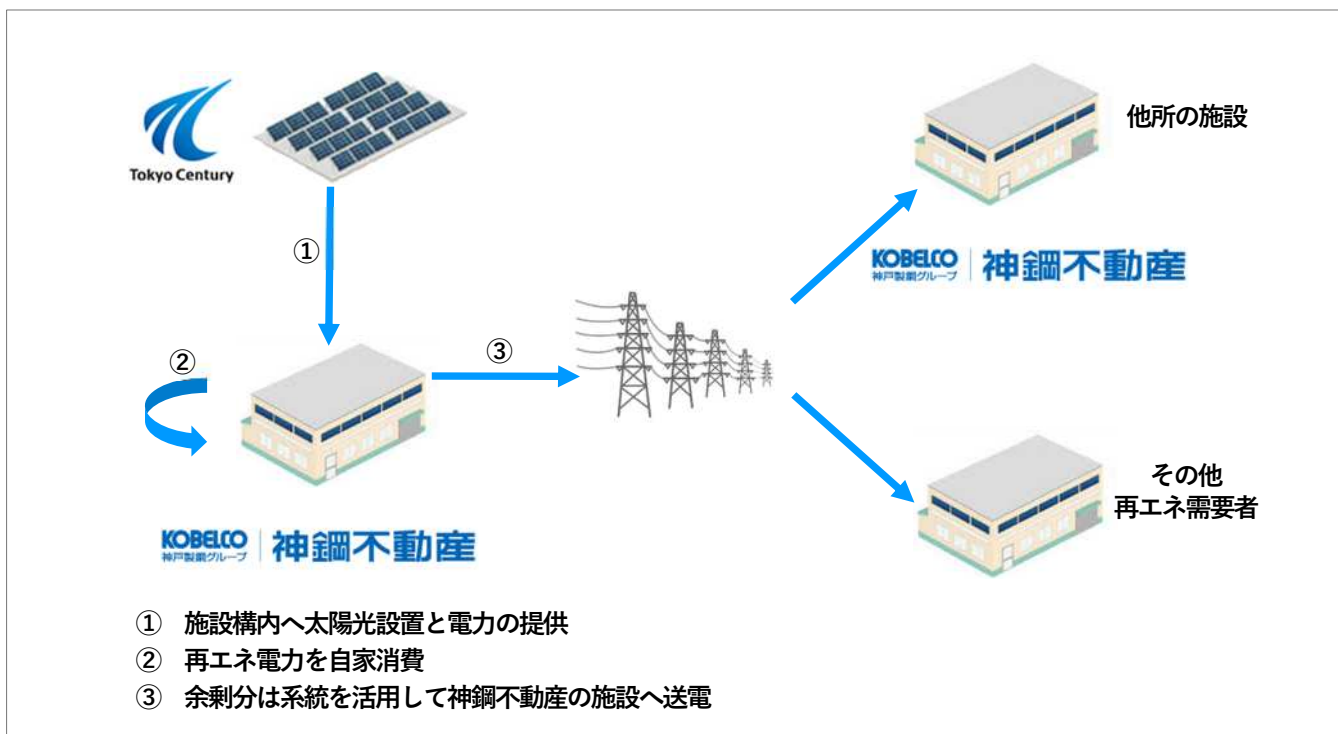 Tokyo Century
他所の施設
①
KOBELCO
神戸製鋼グループ
神鋼不動産
②
③
その他
再エネ需要者
KOBELCO
神戸製鋼グループ
神鋼不動産
① 施設構内へ太陽光設置と電力の提供
② 再エネ電力を自家消費
③ 余剰分は系統を活用して神鋼不動産の施設へ送電